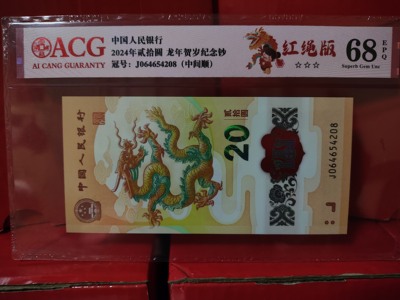 ACG
AI CANG GUARANTY
中国人民银行
2024年贰拾圆 龙年贺岁纪念钞
冠号：J064654208（中间顺）
红绳版
☆☆☆
68
EPQ
Superb Gem Unc
中国人民银行
贰拾圆
20
J064654208